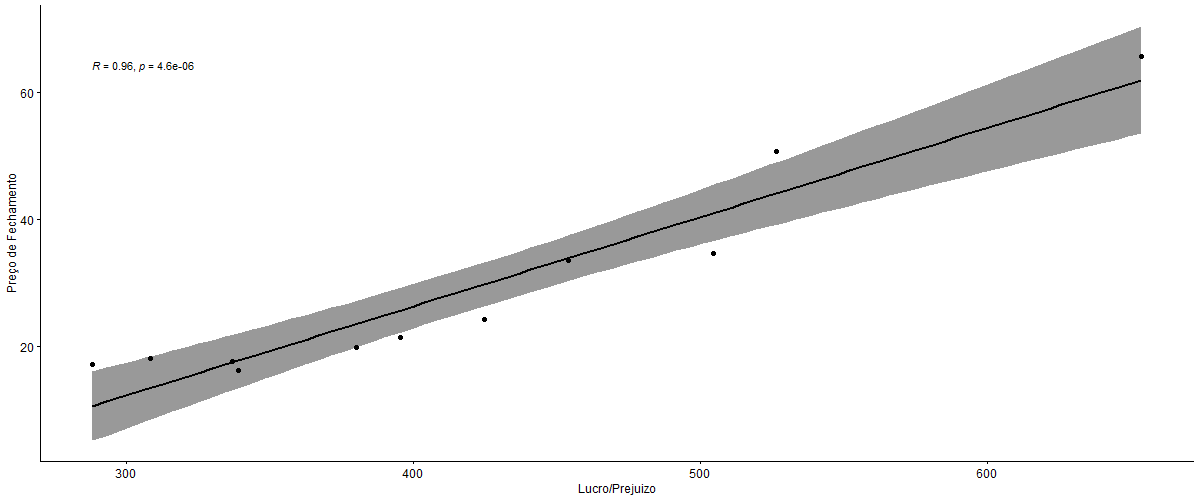 R = 0.96, p = 4.6e-06
60
40
20
Preço de Fechamento
300 400 500 600
Lucro/Prejuizo